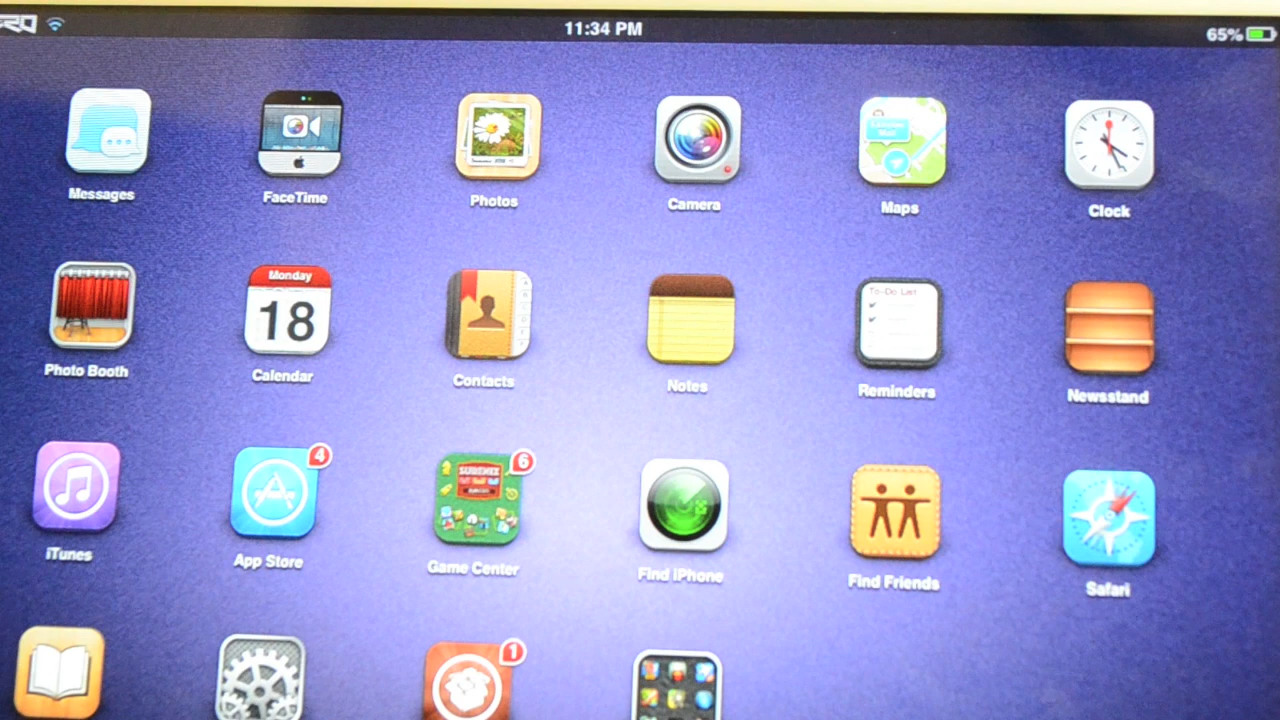 11:34 PM
65%
Messages
FaceTime
Photos
Camera
Maps
Clock
Monday
18
To-Do List
Photo Booth
Calendar
Contacts
Notes
Reminders
Newsstand
4
6
iTunes
App Store
Game Center
Find iPhone
Find Friends
Safari
1